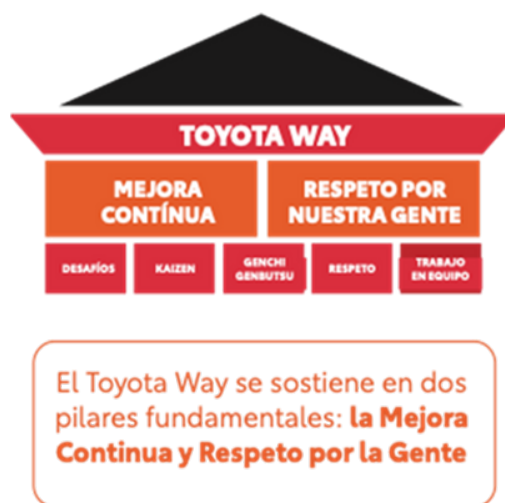 TOYOTA WAY
MEJORA
CONTÍNUA
RESPETO POR
NUESTRA GENTE
DESAFÍOS
KAIZEN
GENCHI
GENBUTSU
RESPETO
TRABAJO
EN EQUIPO
El Toyota Way se sostiene en dos
pilares fundamentales: la Mejora
Continua y Respeto por la Gente